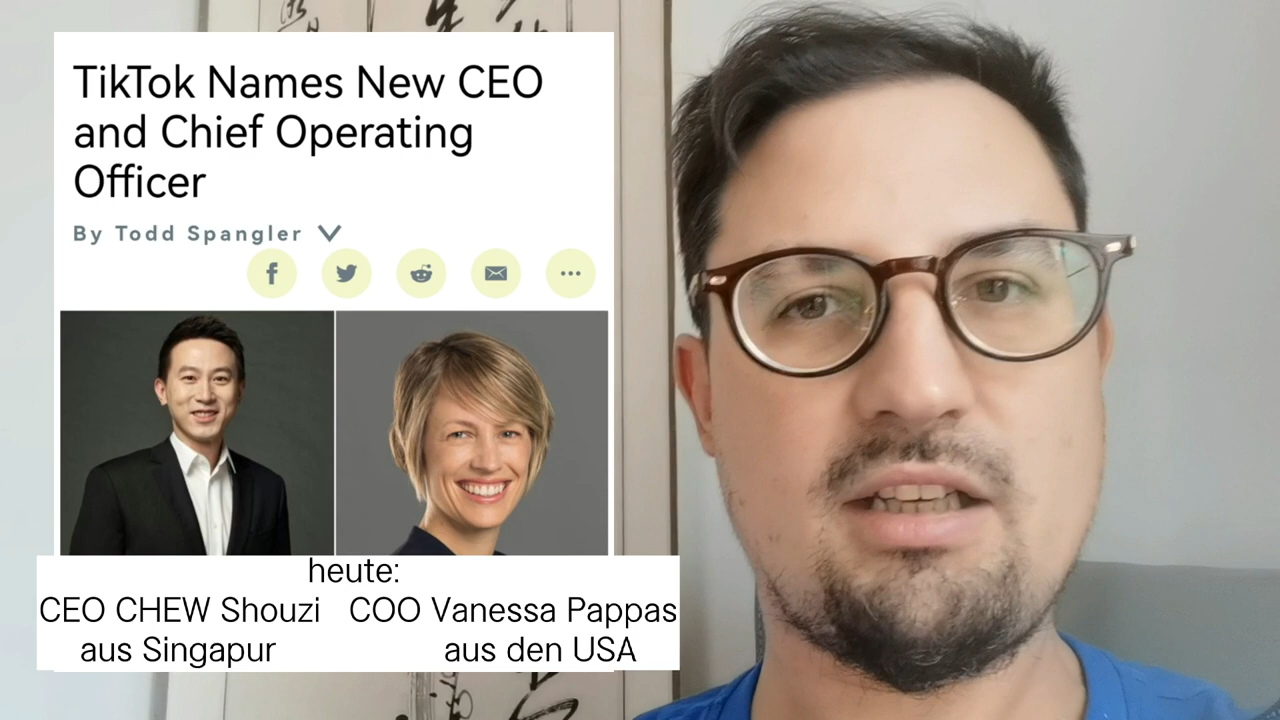 TikTok Names New CEO
and Chief Operating
Officer
By Todd Spangler
heute:
CEO CHEW Shouzi COO Vanessa Pappas
aus Singapur aus den USA